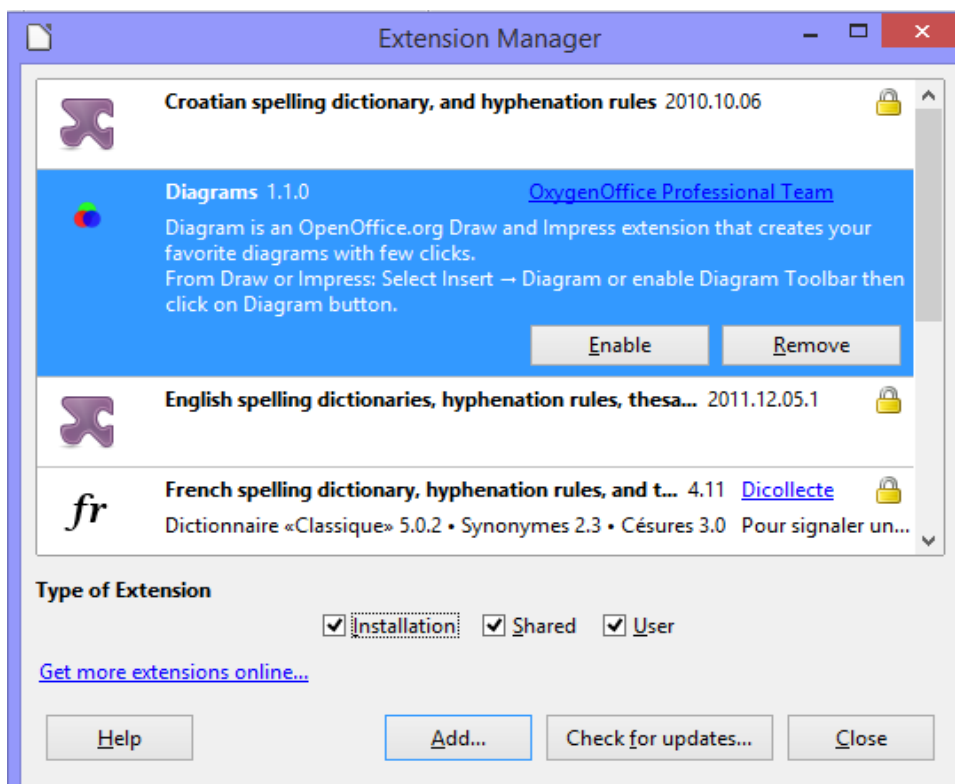 Extension Manager
Croatian spelling dictionary, and hyphenation rules 2010.10.06
Diagrams 1.1.0 OxygenOffice Professional Team
Diagram is an OpenOffice.org Draw and Impress extension that creates your
favorite diagrams with few clicks.
From Draw or Impress: Select Insert → Diagram or enable Diagram Toolbar then
click on Diagram button.
Enable Remove
English spelling dictionaries, hyphenation rules, thesa... 2011.12.05.1
fr
French spelling dictionary, hyphenation rules, and t... 4.11 Dicollecte
Dictionnaire «Classique» 5.0.2 • Synonymes 2.3 • Césures 3.0 Pour signaler un...
Type of Extension
Installation Shared User
Get more extensions online...
Help Add... Check for updates... Close